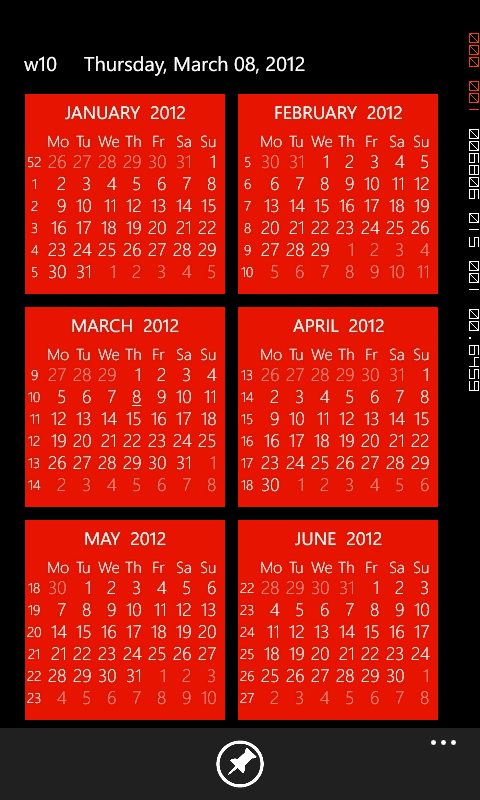 w10 Thursday, March 08, 2012
JANUARY 2012 FEBRUARY 2012
Mo Tu We Th Fr Sa Su Mo Tu We Th Fr Sa Su
52 26 27 28 29 30 31 1 5 30 31 1 2 3 4 5
1 2 3 4 5 6 7 8 6 6 7 8 9 10 11 12
2 9 10 11 12 13 14 15 7 13 14 15 16 17 18 19
3 16 17 18 19 20 21 22 8 20 21 22 23 24 25 26
4 23 24 25 26 27 28 29 9 27 28 29 1 2 3 4
5 30 31 1 2 3 4 5 10 5 6 7 8 9 10 11
MARCH 2012 APRIL 2012
Mo Tu We Th Fr Sa Su Mo Tu We Th Fr Sa Su
9 27 28 29 1 2 3 4 13 26 27 28 29 30 31 1
10 5 6 7 8 9 10 11 14 2 3 4 5 6 7 8
11 12 13 14 15 16 17 18 15 9 10 11 12 13 14 15
12 19 20 21 22 23 24 25 16 16 17 18 19 20 21 22
13 26 27 28 29 30 31 1 17 23 24 25 26 27 28 29
14 2 3 4 5 6 7 8 18 30 1 2 3 4 5 6
MAY 2012 JUNE 2012
Mo Tu We Th Fr Sa Su Mo Tu We Th Fr Sa Su
18 30 1 2 3 4 5 6 22 28 29 30 31 1 2 3
19 7 8 9 10 11 12 13 23 4 5 6 7 8 9 10
20 14 15 16 17 18 19 20 24 11 12 13 14 15 16 17
21 21 22 23 24 25 26 27 25 18 19 20 21 22 23 24
22 28 29 30 31 1 2 3 26 25 26 27 28 29 30 1
23 4 5 6 7 8 9 10 27 2 3 4 5 6 7 8